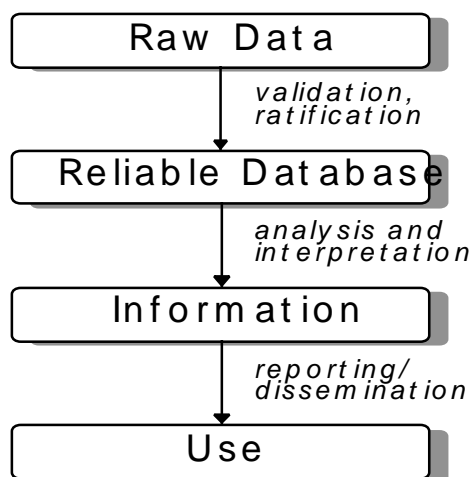 Raw Data
validation,
ratification
Reliable Database
analysis and
interpretation
Information
reporting/
dissemination
Use